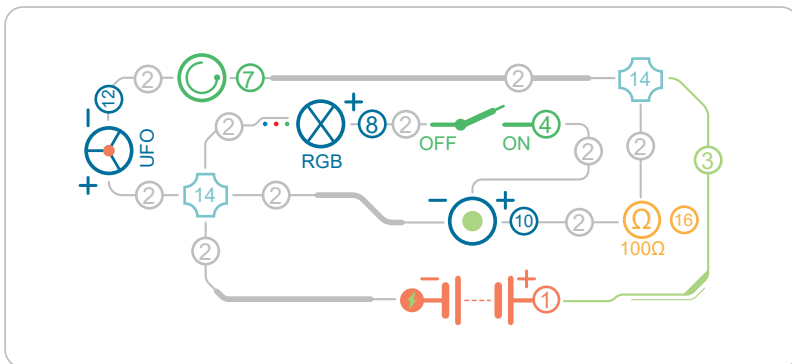 2 7 2 14
12 − UFO +
2 RGB + 8 2 OFF ON 4
2 2 3
2 14 2 − + 10 2 Ω 16
100Ω
2
− + 1